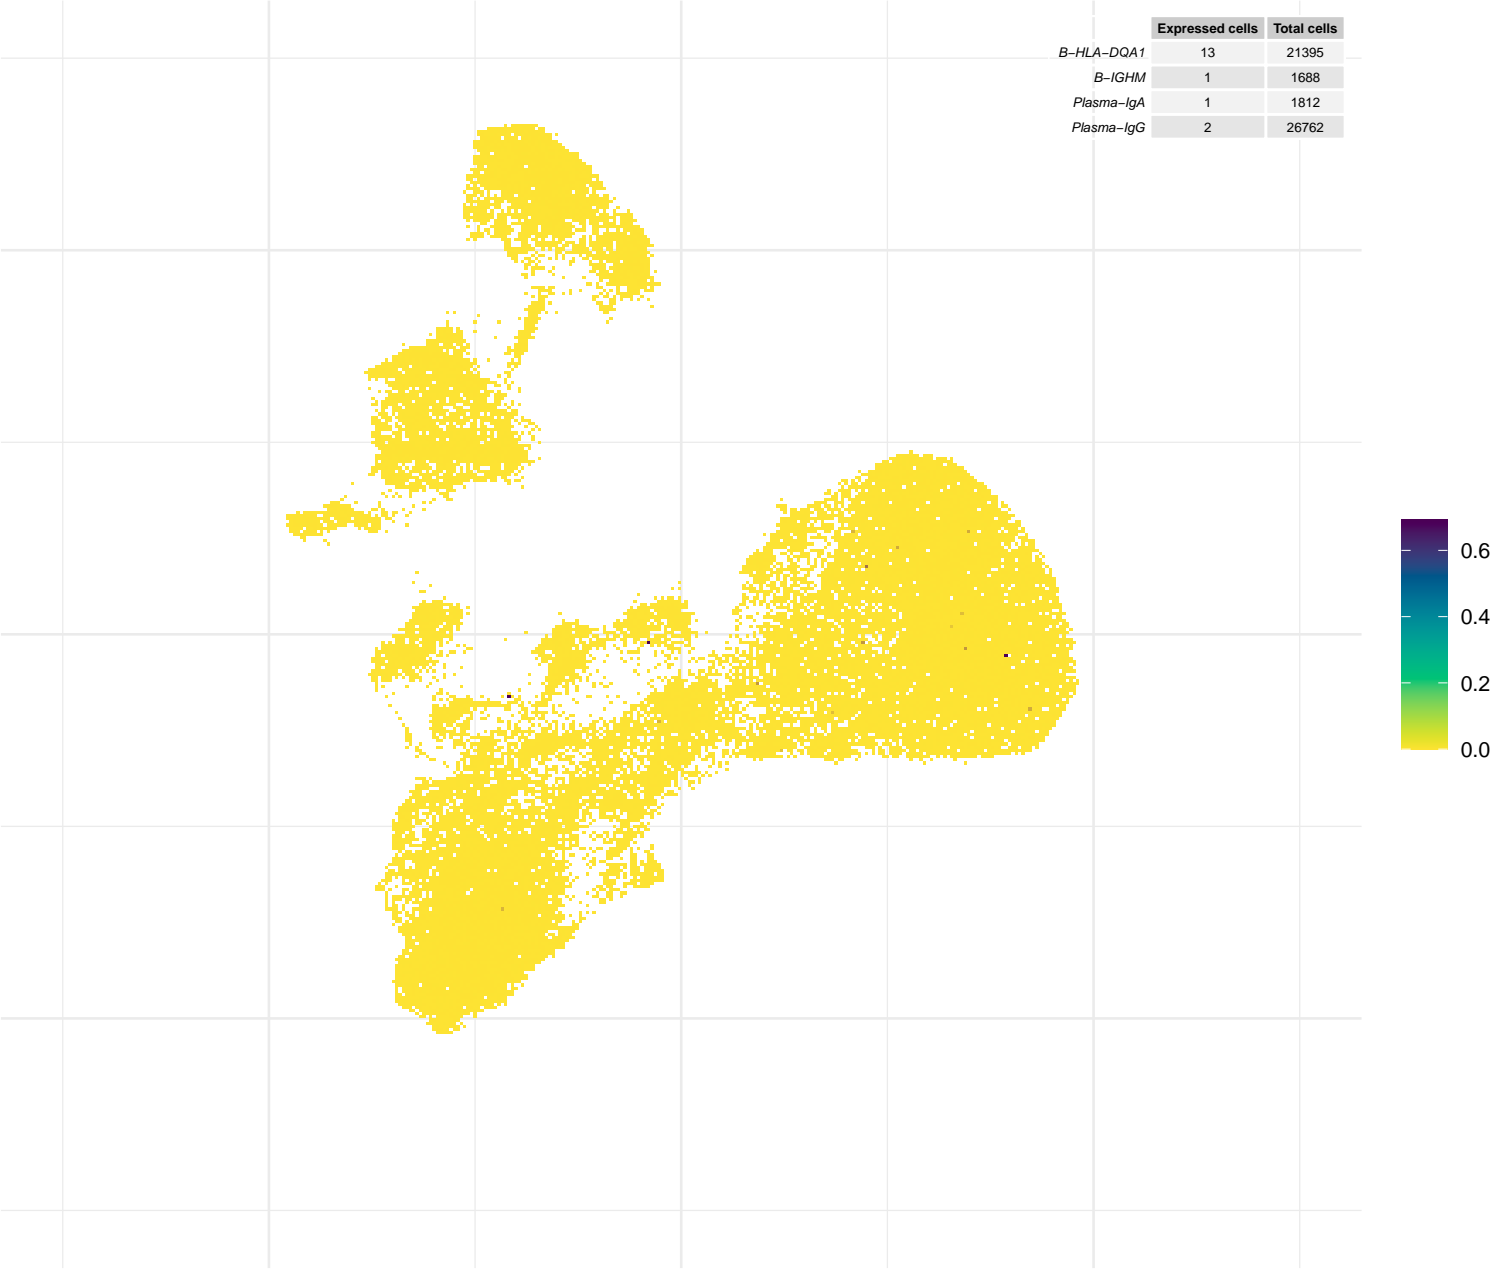 Expressed cells Total cells
B−HLA−DQA1 13 21395
B−IGHM 1 1688
Plasma−IgA 1 1812
Plasma−IgG 2 26762
0.6
0.4
0.2
0.0